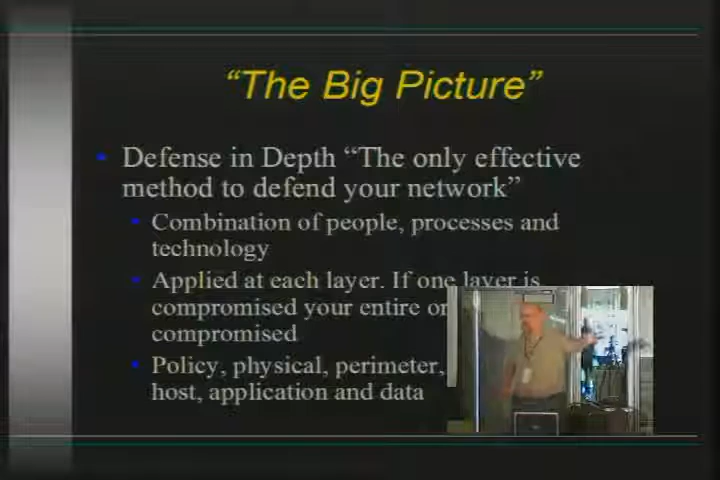 “The Big Picture”
Defense in Depth “The only effective
method to defend your network”
Combination of people, processes and
technology
Applied at each layer. If one layer is
compromised your entire or
compromised
Policy, physical, perimeter,
host, application and data